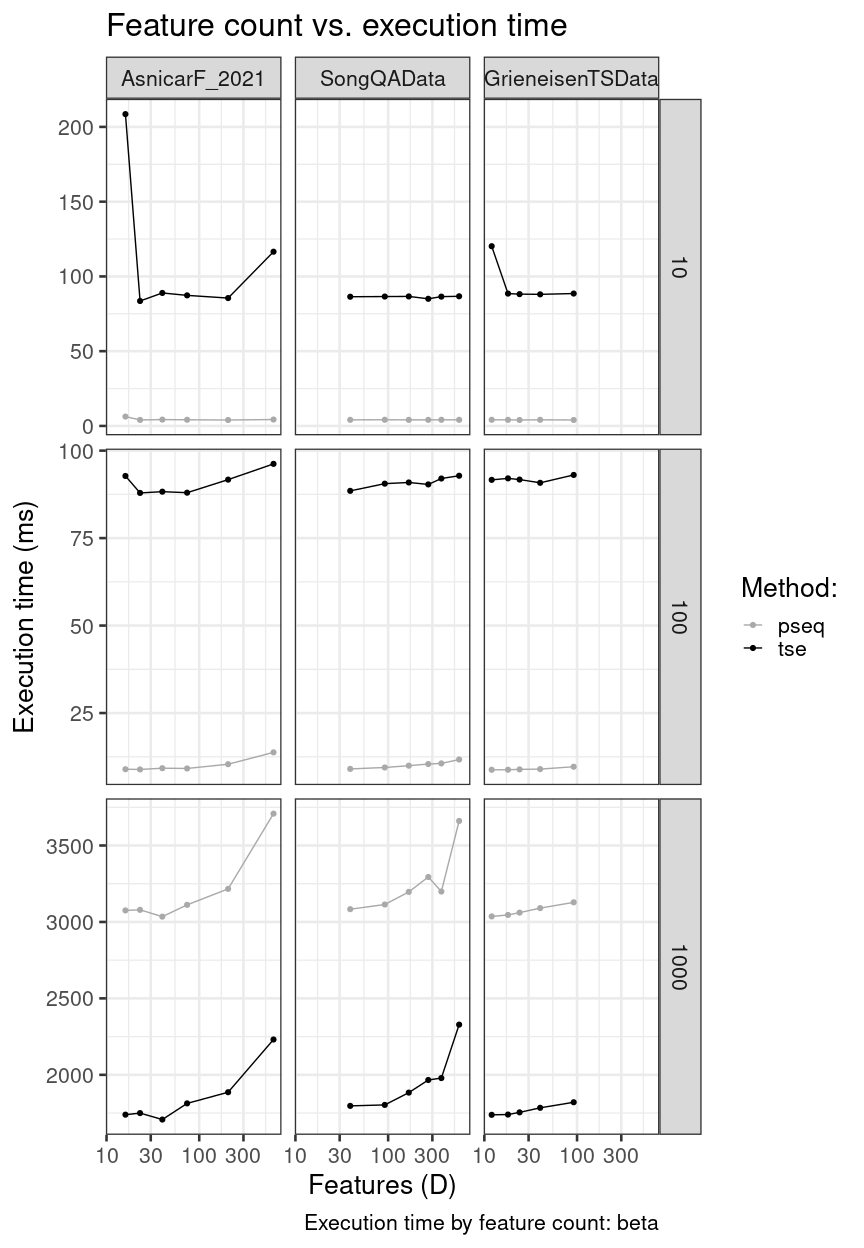 Feature count vs. execution time
AsnicarF_2021 SongQAData GrieneisenTSData
200
150
100
50
0
10
100
75
50
25
100
3500
3000
2500
2000
1000
10 30 100 300 10 30 100 300 10 30 100 300
Execution time (ms)
Features (D)
Method:
pseq
tse
Execution time by feature count: beta